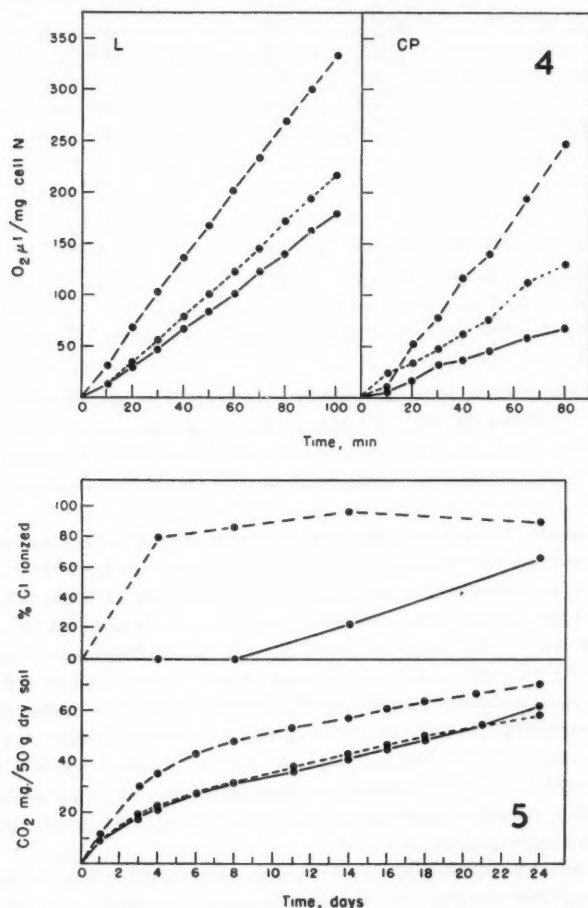 L
CP
4
350
300
250
200
150
100
50
O₂ μl/mg cell N
0 20 40 60 80 100 0 20 40 60 80
Time, min
100
80
60
40
20
0
% Cl ionized
60
40
20
CO₂ mg./50 g dry soil
5
0 2 4 6 8 10 12 14 16 18 20 22 24
Time, days